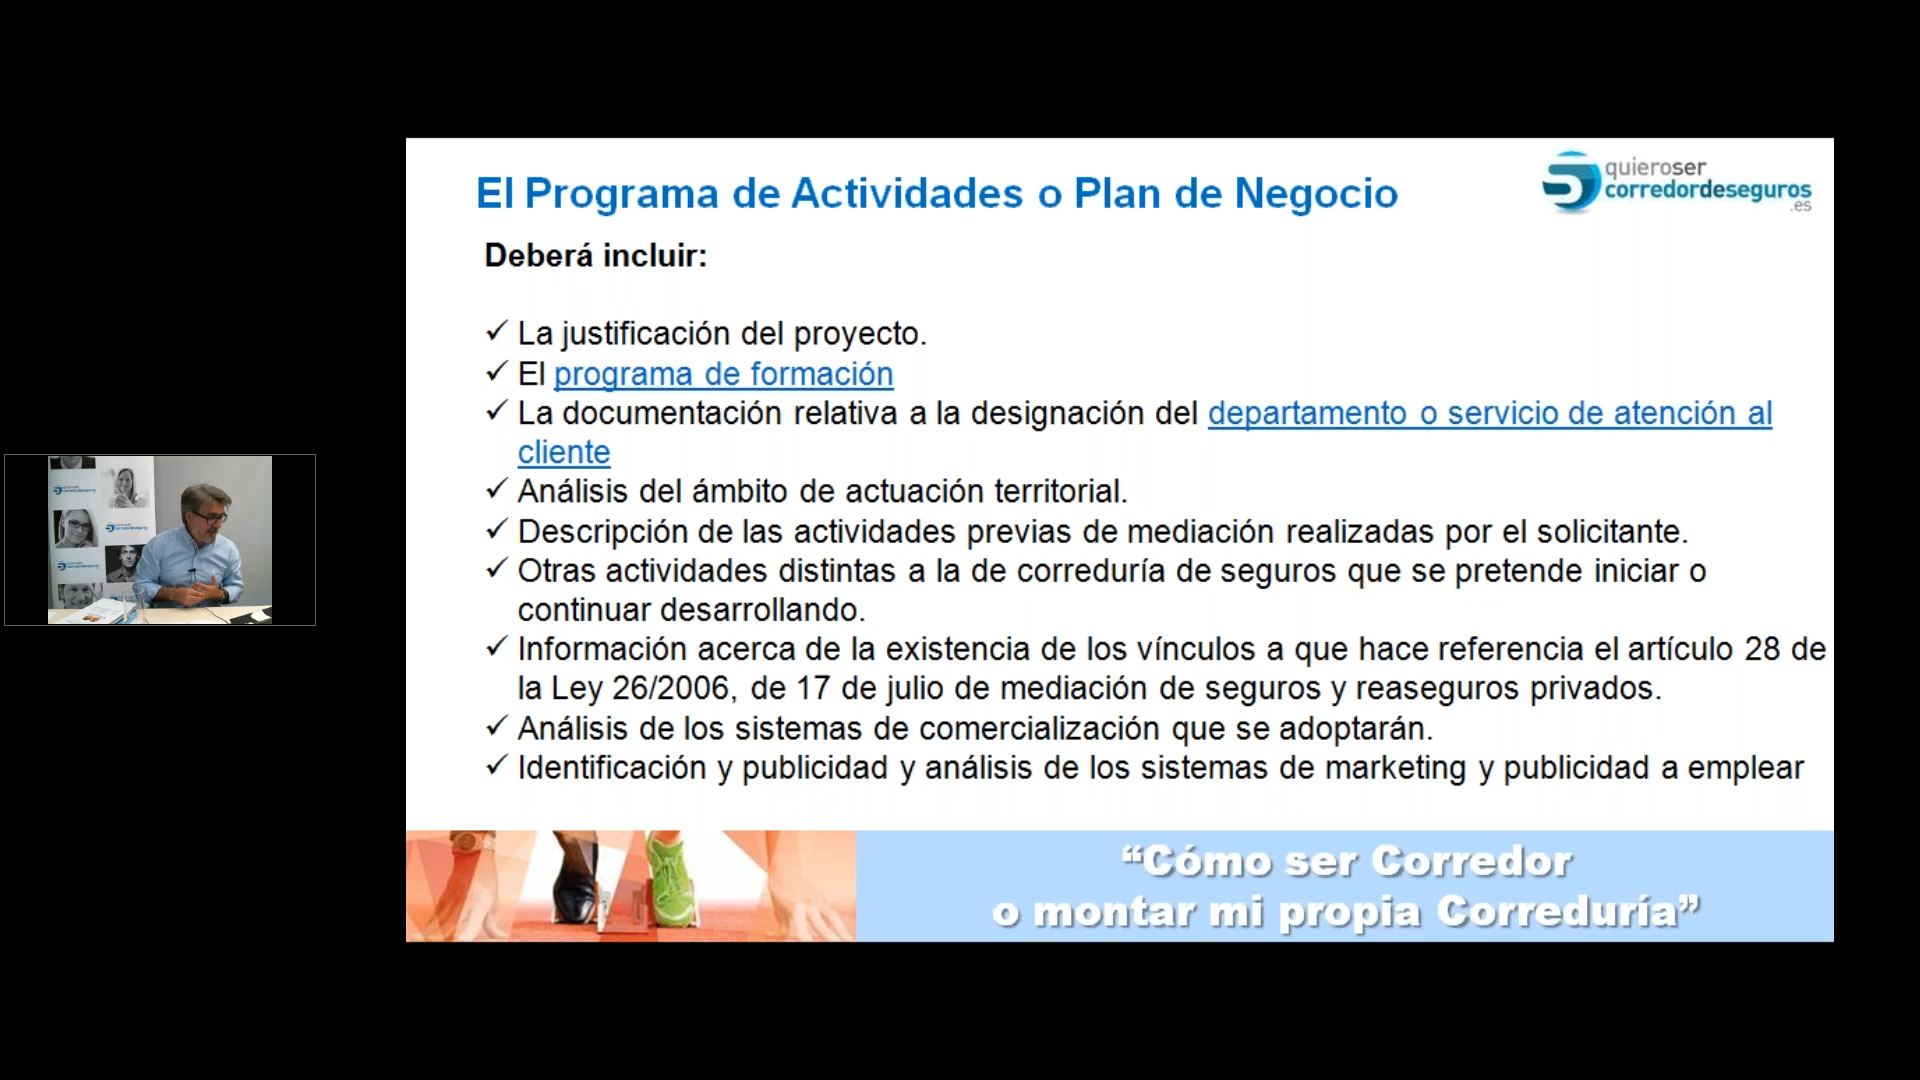 El Programa de Actividades o Plan de Negocio
quieroser
corredordeseguros
.es
Deberá incluir:
✓ La justificación del proyecto.
✓ El programa de formación
✓ La documentación relativa a la designación del departamento o servicio de atención al
cliente
✓ Análisis del ámbito de actuación territorial.
✓ Descripción de las actividades previas de mediación realizadas por el solicitante.
✓ Otras actividades distintas a la de correduría de seguros que se pretende iniciar o
continuar desarrollando.
✓ Información acerca de la existencia de los vínculos a que hace referencia el artículo 28 de
la Ley 26/2006, de 17 de julio de mediación de seguros y reaseguros privados.
✓ Análisis de los sistemas de comercialización que se adoptarán.
✓ Identificación y publicidad y análisis de los sistemas de marketing y publicidad a emplear
“Cómo ser Corredor
o montar mi propia Correduría”